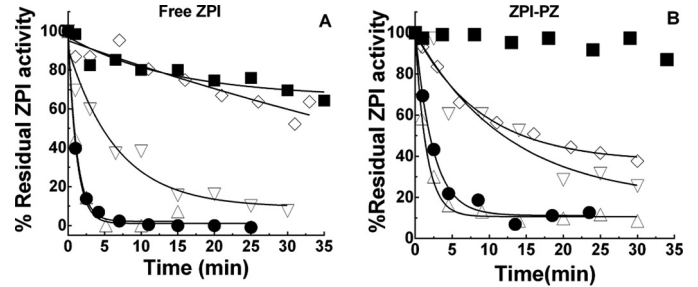 Free ZPI
A
% Residual ZPI activity
100
80
60
40
20
0
0 5 10 15 20 25 30 35
Time (min)
ZPI-PZ
B
%Residual ZPI activity
100
80
60
40
20
0
0 5 10 15 20 25 30 35
Time(min)